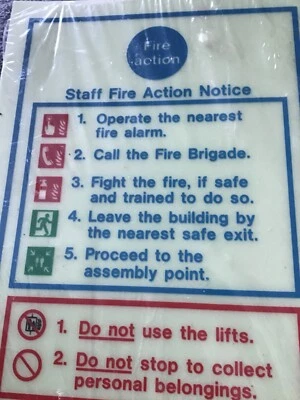 Fire
action
Staff Fire Action Notice
1. Operate the nearest
fire alarm.
2. Call the Fire Brigade.
3. Fight the fire, if safe
and trained to do so.
4. Leave the building by
the nearest safe exit.
5. Proceed to the
assembly point.
1. Do not use the lifts.
2. Do not stop to collect
personal belongings.